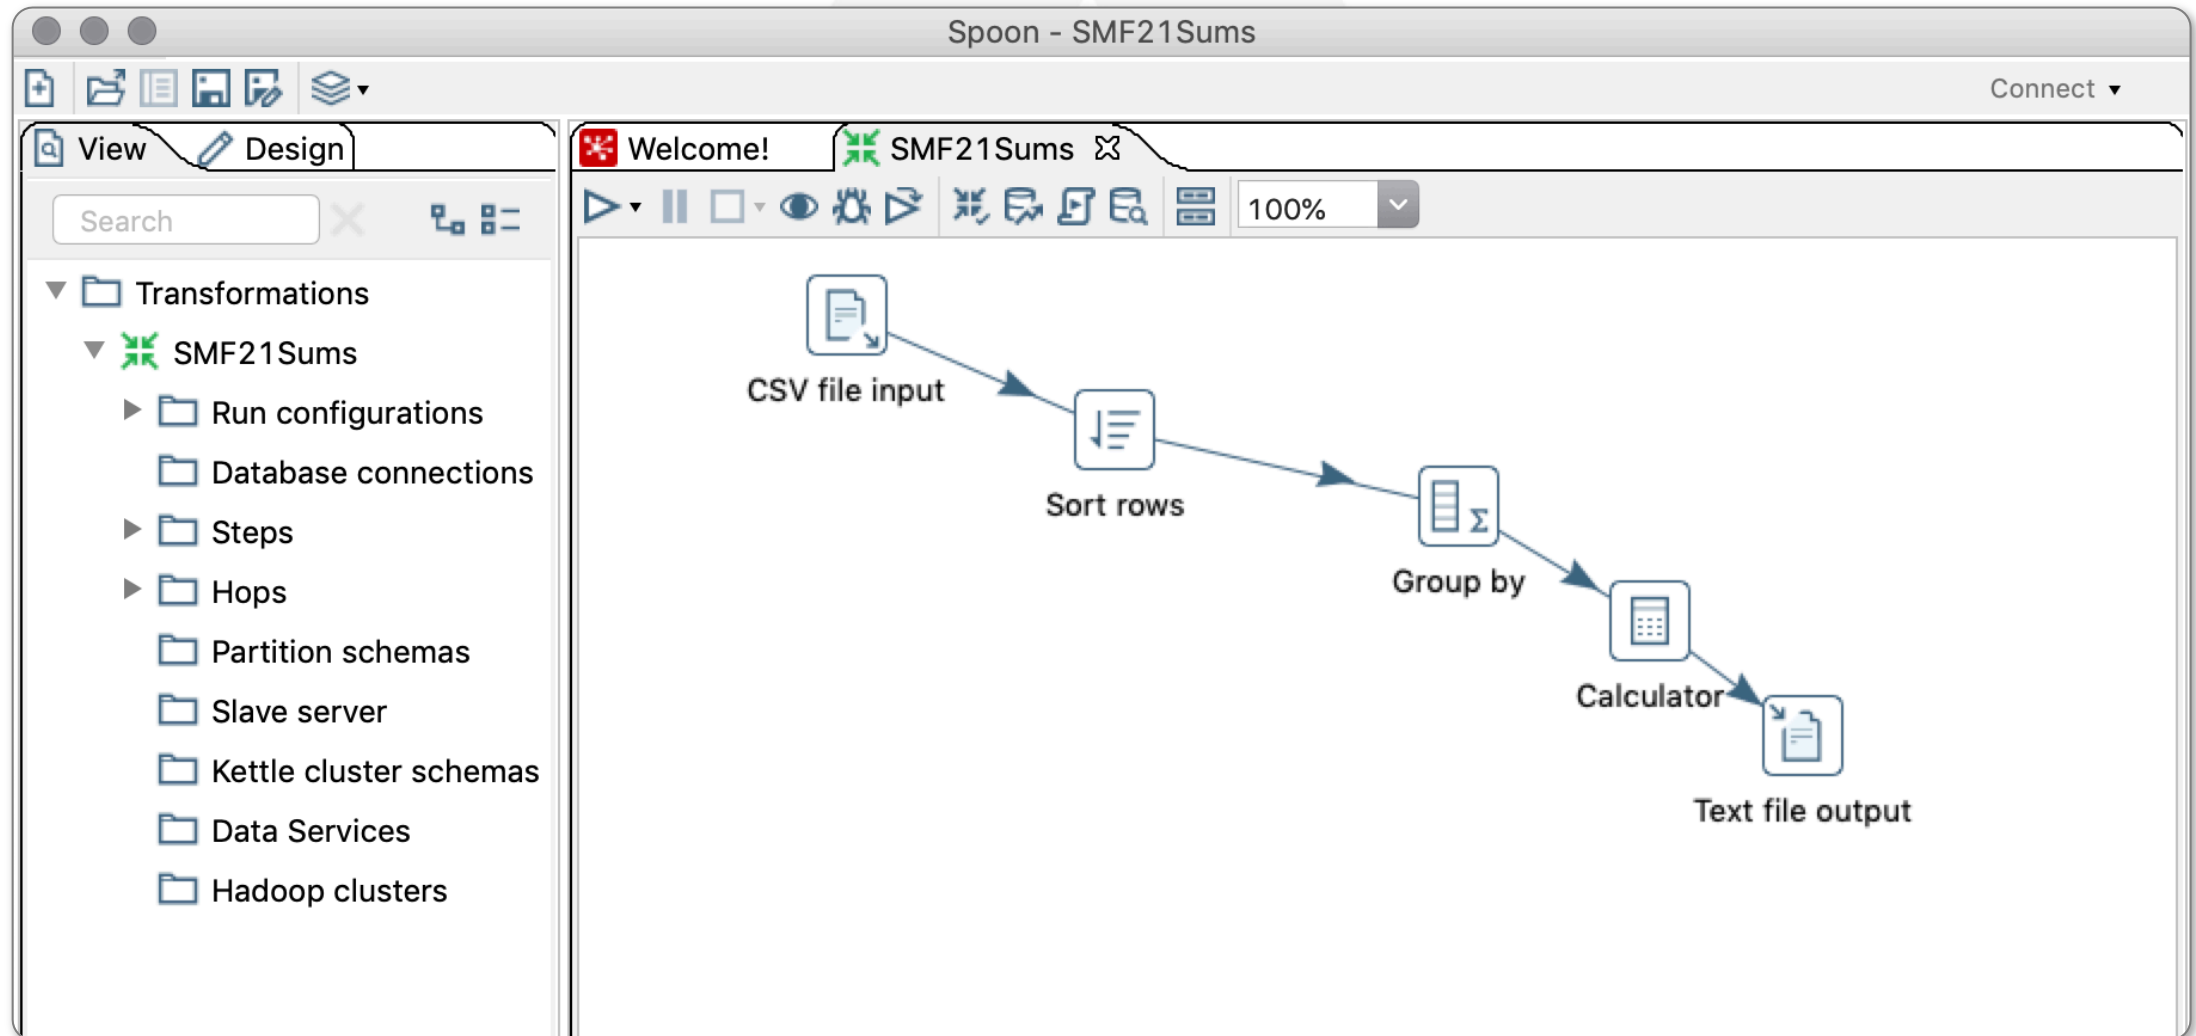 Spoon - SMF21Sums
Connect
View
Design
Welcome!
SMF21Sums
Search
100%
Transformations
SMF21Sums
Run configurations
Database connections
Steps
Hops
Partition schemas
Slave server
Kettle cluster schemas
Data Services
Hadoop clusters
CSV file input
Sort rows
Group by
Calculator
Text file output